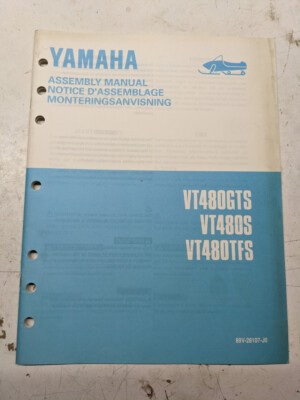 YAMAHA
ASSEMBLY MANUAL
NOTICE D'ASSEMBLAGE
MONTERINGSANVISNING
VT480GTS
VT480S
VT480TFS